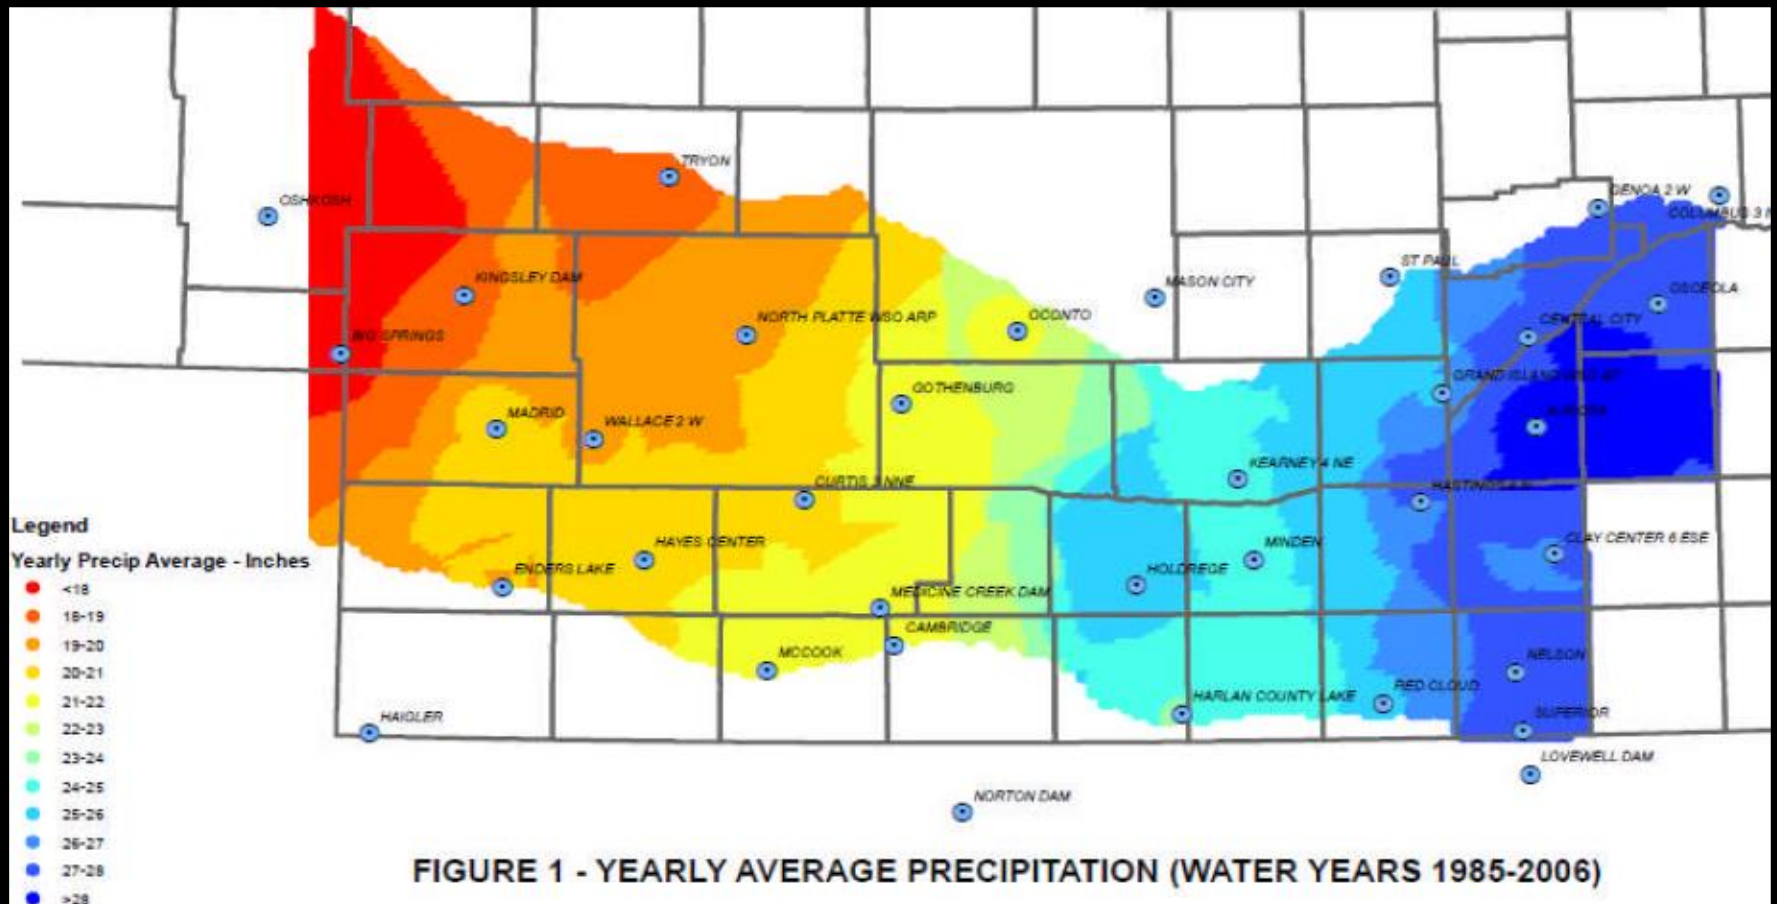 TRYON
GENOA 2 W
OSHKOSH
ST PAUL
KINGSLEY DAM
MASON CITY
OSCEOLA
NORTH PLATTE WSO ARP
OCONTO
CENTRAL CITY
BIG SPRINGS
GOTHENBURG
GRAND ISLAND
MADRID
WALLACE 2 W
AURORA
KEARNEY 4 NE
CURTIS 3 NNE
Legend
HAYES CENTER
MINDEN
CLAY CENTER 6 ESE
Yearly Precip Average - Inches
ENDERS LAKE
HOLDREGE
MEDICINE CREEK DAM
<18
18-19
CAMBRIDGE
19-20
MCCOOK
NELSON
20-21
RED CLOUD
HARLAN COUNTY LAKE
21-22
HAIGLER
SUPERIOR
22-23
23-24
LOVEWELL DAM
24-25
NORTON DAM
25-26
26-27
27-28
>28
FIGURE 1 - YEARLY AVERAGE PRECIPITATION (WATER YEARS 1985-2006)